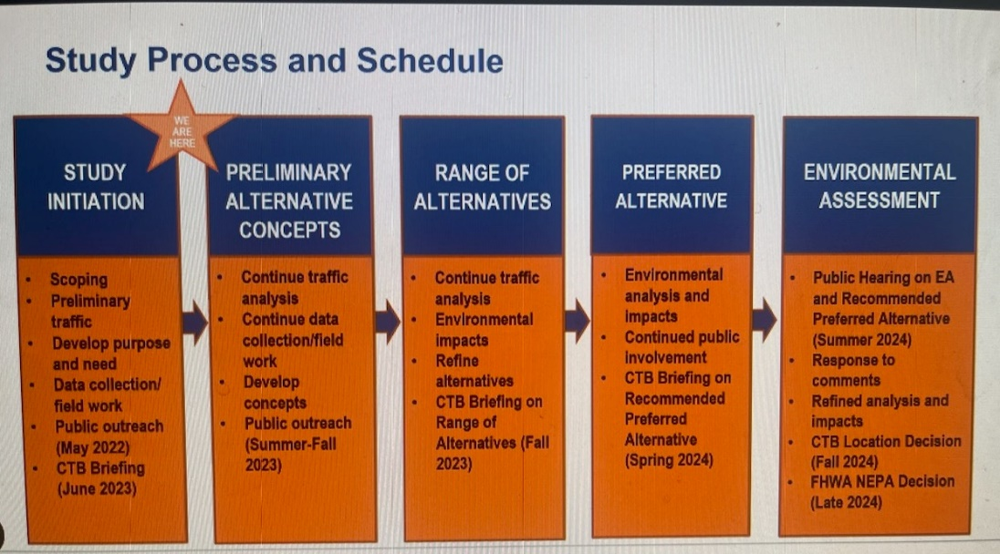 Study Process and Schedule
WE
ARE
HERE
STUDY
INITIATION
• Scoping
• Preliminary
traffic
• Develop purpose
and need
• Data collection/
field work
• Public outreach
(May 2022)
• CTB Briefing
(June 2023)
PRELIMINARY
ALTERNATIVE
CONCEPTS
• Continue traffic
analysis
• Continue data
collection/field
work
• Develop
concepts
• Public outreach
(Summer-Fall
2023)
RANGE OF
ALTERNATIVES
• Continue traffic
analysis
• Environmental
impacts
• Refine
alternatives
• CTB Briefing on
Range of
Alternatives (Fall
2023)
PREFERRED
ALTERNATIVE
• Environmental
analysis and
impacts
• Continued public
involvement
• CTB Briefing on
Recommended
Preferred
Alternative
(Spring 2024)
ENVIRONMENTAL
ASSESSMENT
• Public Hearing on EA
and Recommended
Preferred Alternative
(Summer 2024)
• Response to
comments
• Refined analysis and
impacts
• CTB Location Decision
(Fall 2024)
• FHWA NEPA Decision
(Late 2024)